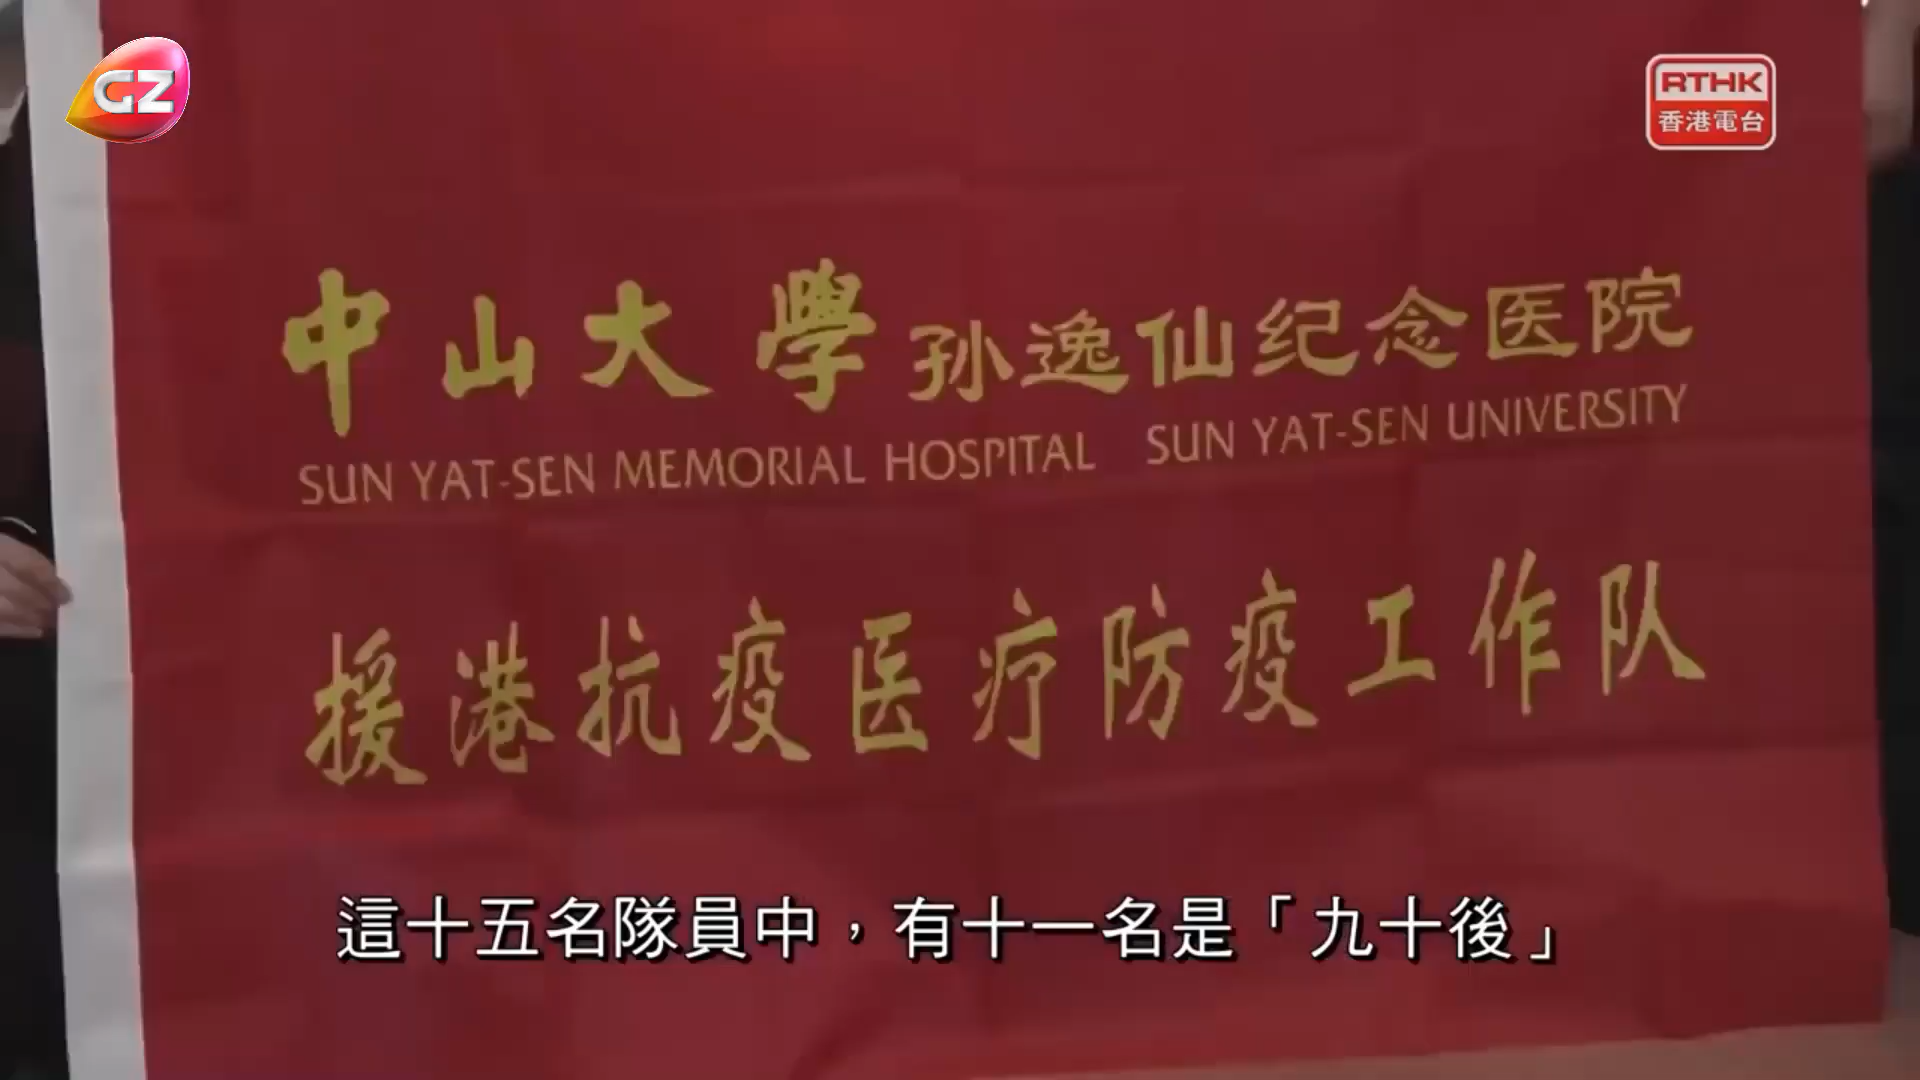 GZ
RTHK
香港電台
中山大學孙逸仙纪念医院
SUN YAT-SEN MEMORIAL HOSPITAL SUN YAT-SEN UNIVERSITY
援港抗疫医疗防疫工作队
這十五名隊員中，有十一名是「九十後」